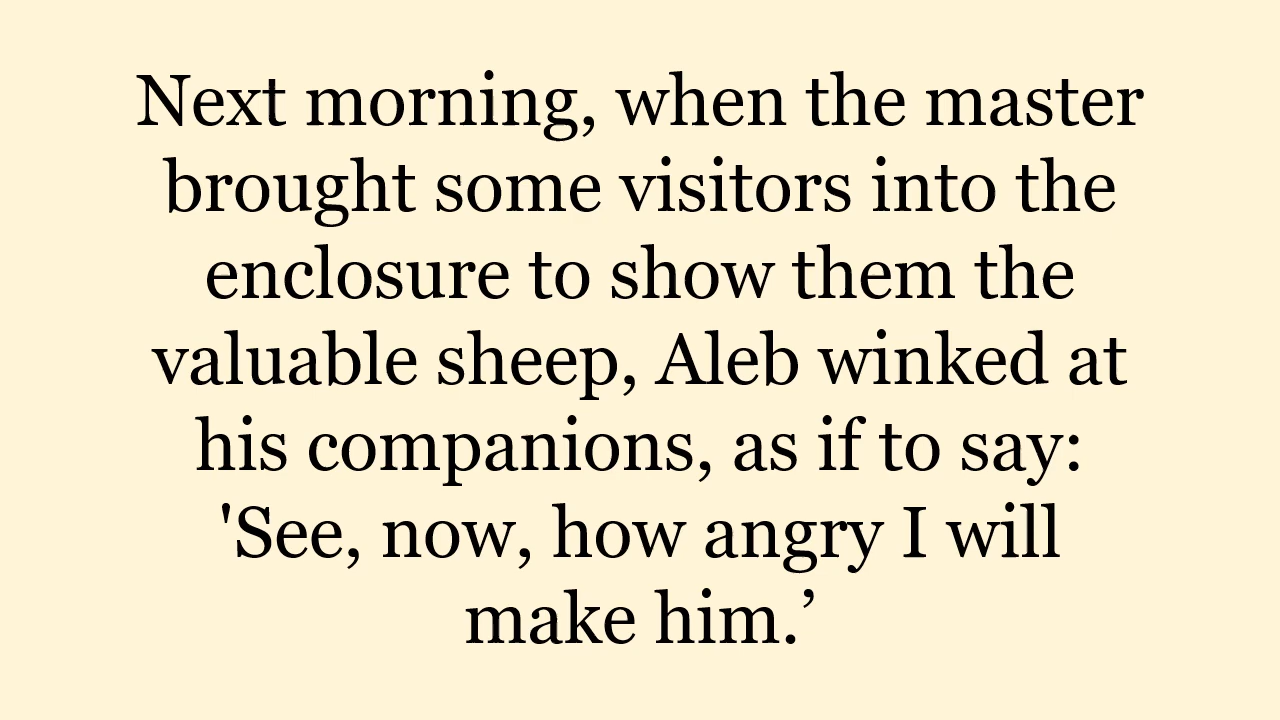 Next morning, when the master
brought some visitors into the
enclosure to show them the
valuable sheep, Aleb winked at
his companions, as if to say:
'See, now, how angry I will
make him.’